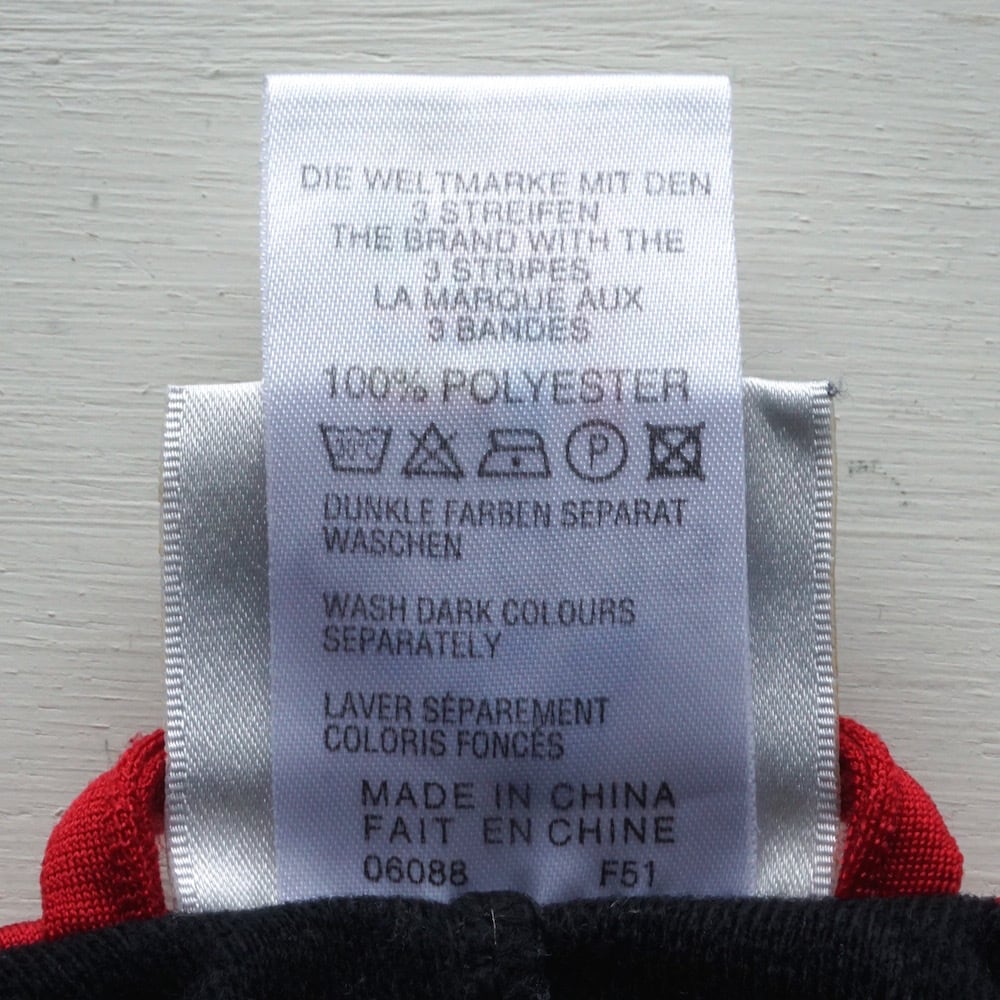 DIE WELTMARKE MIT DEN
3 STREIFEN
THE BRAND WITH THE
3 STRIPES
LA MARQUE AUX
3 BANDES
100% POLYESTER
30°C P
DUNKLE FARBEN SEPARAT
WASCHEN
WASH DARK COLOURS
SEPARATELY
LAVER SÉPAREMENT
COLORIS FONCÉS
MADE IN CHINA
FAIT EN CHINE
06088 F51